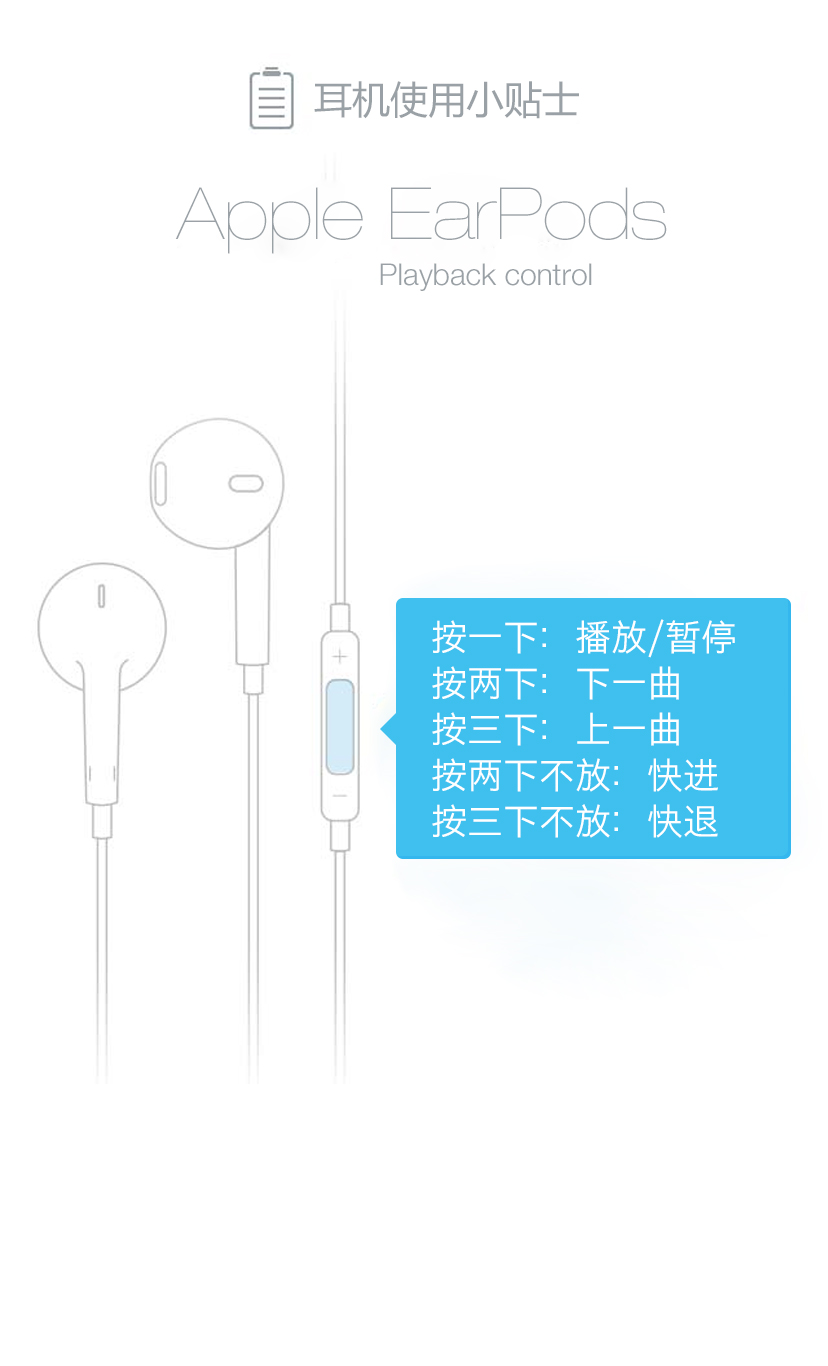 耳机使用小贴士
Apple EarPods
Playback control
+
按一下：播放/暂停
按两下：下一曲
按三下：上一曲
按两下不放：快进
按三下不放：快退
−